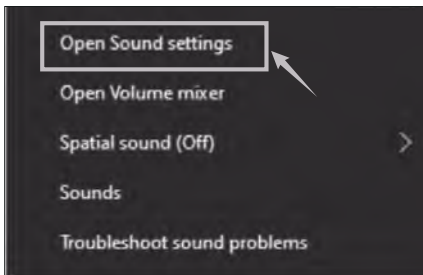 Open Sound settings
Open Volume mixer
Spatial sound (Off)
Sounds
Troubleshoot sound problems